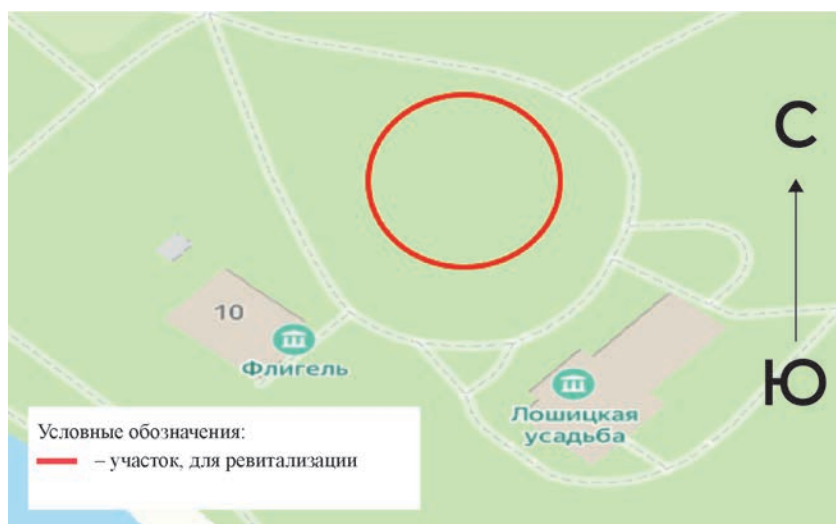 С
10
Флигель
Ю
Лошицкая
усадьба
Условные обозначения:
– участок, для ревитализации